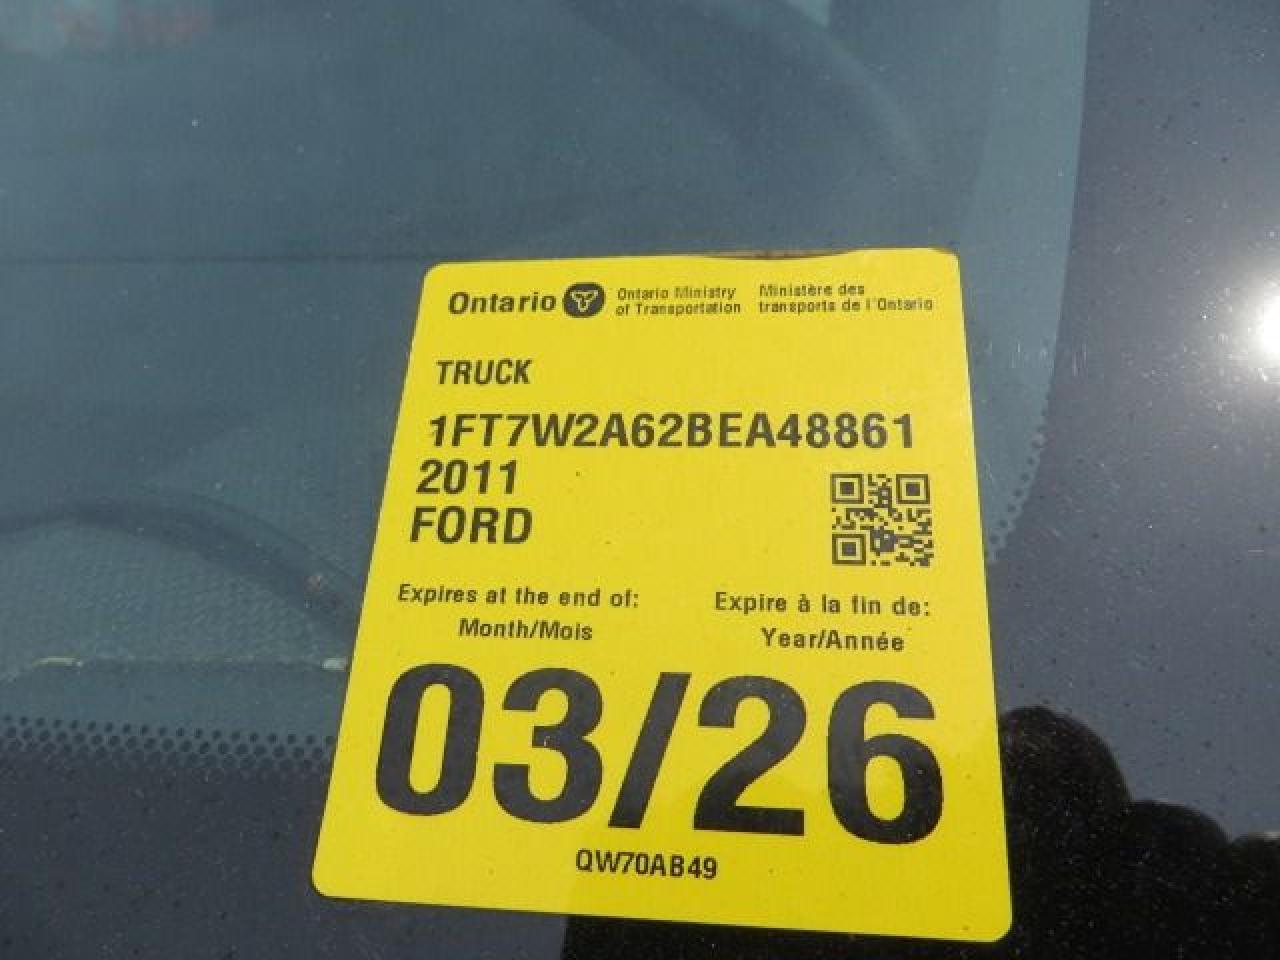 Ontario
Ontario Ministry
of Transportation
Ministère des
transports de l'Ontario
TRUCK
1FT7W2A62BEA48861
2011
FORD
Expires at the end of:
Month/Mois
Expire à la fin de:
Year/Année
03/26
QW70AB49